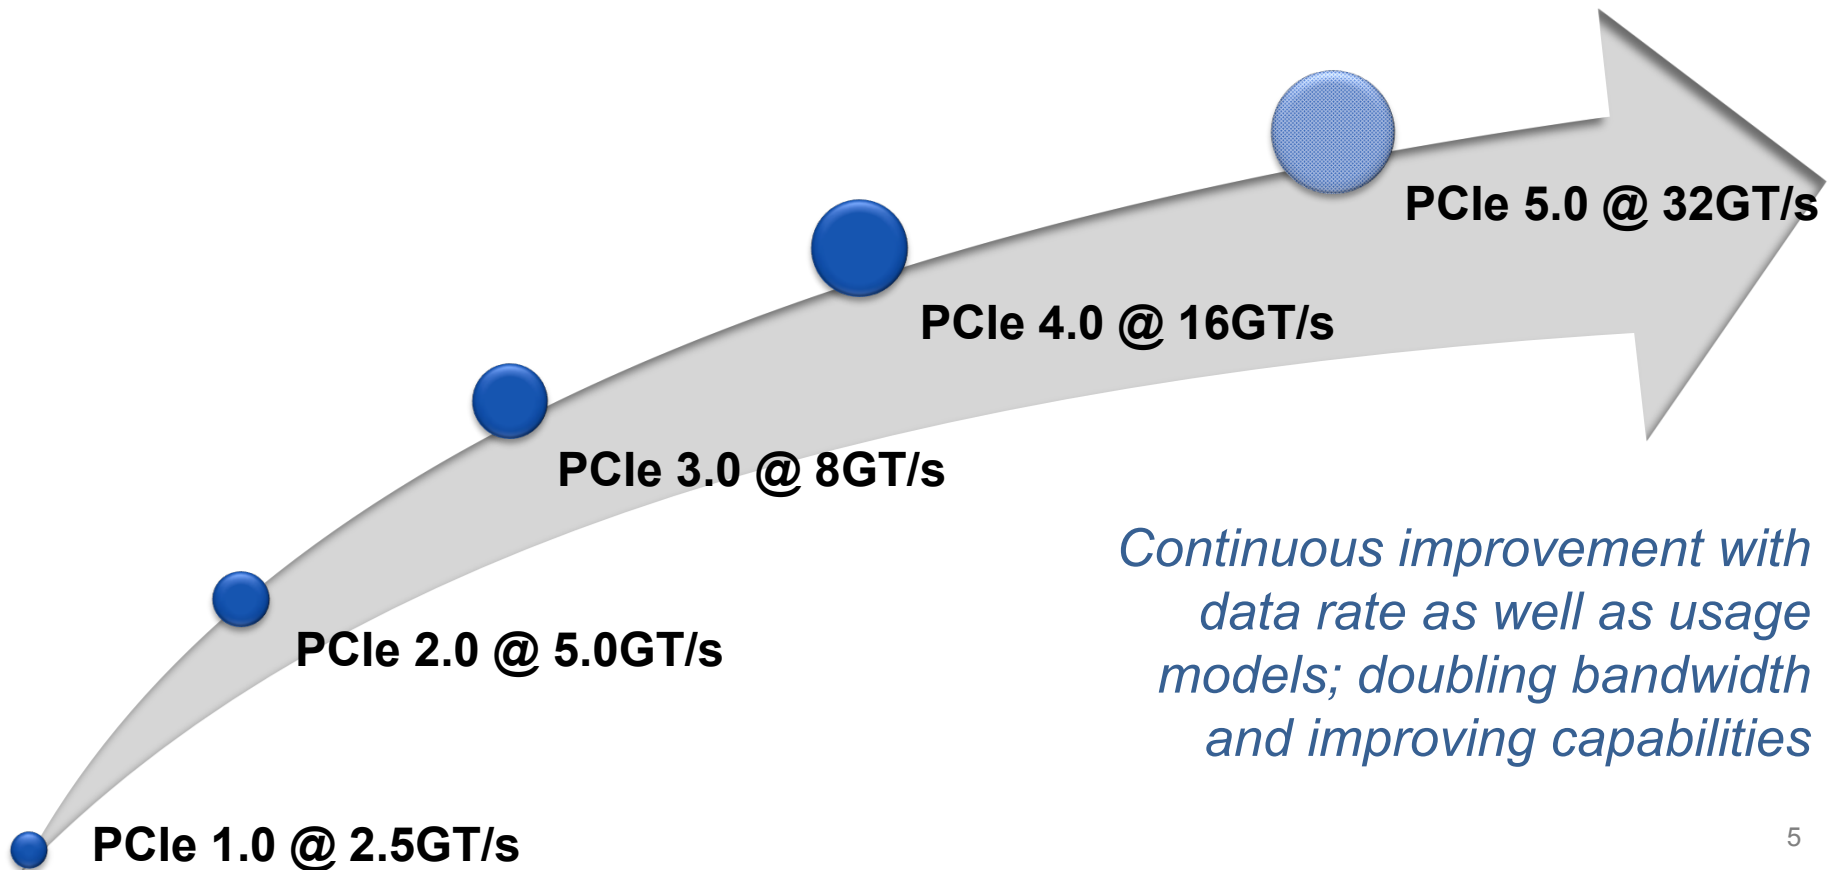 PCIe 5.0 @ 32GT/s
PCIe 4.0 @ 16GT/s
PCIe 3.0 @ 8GT/s
Continuous improvement with
data rate as well as usage
models; doubling bandwidth
and improving capabilities
PCIe 2.0 @ 5.0GT/s
PCIe 1.0 @ 2.5GT/s
5